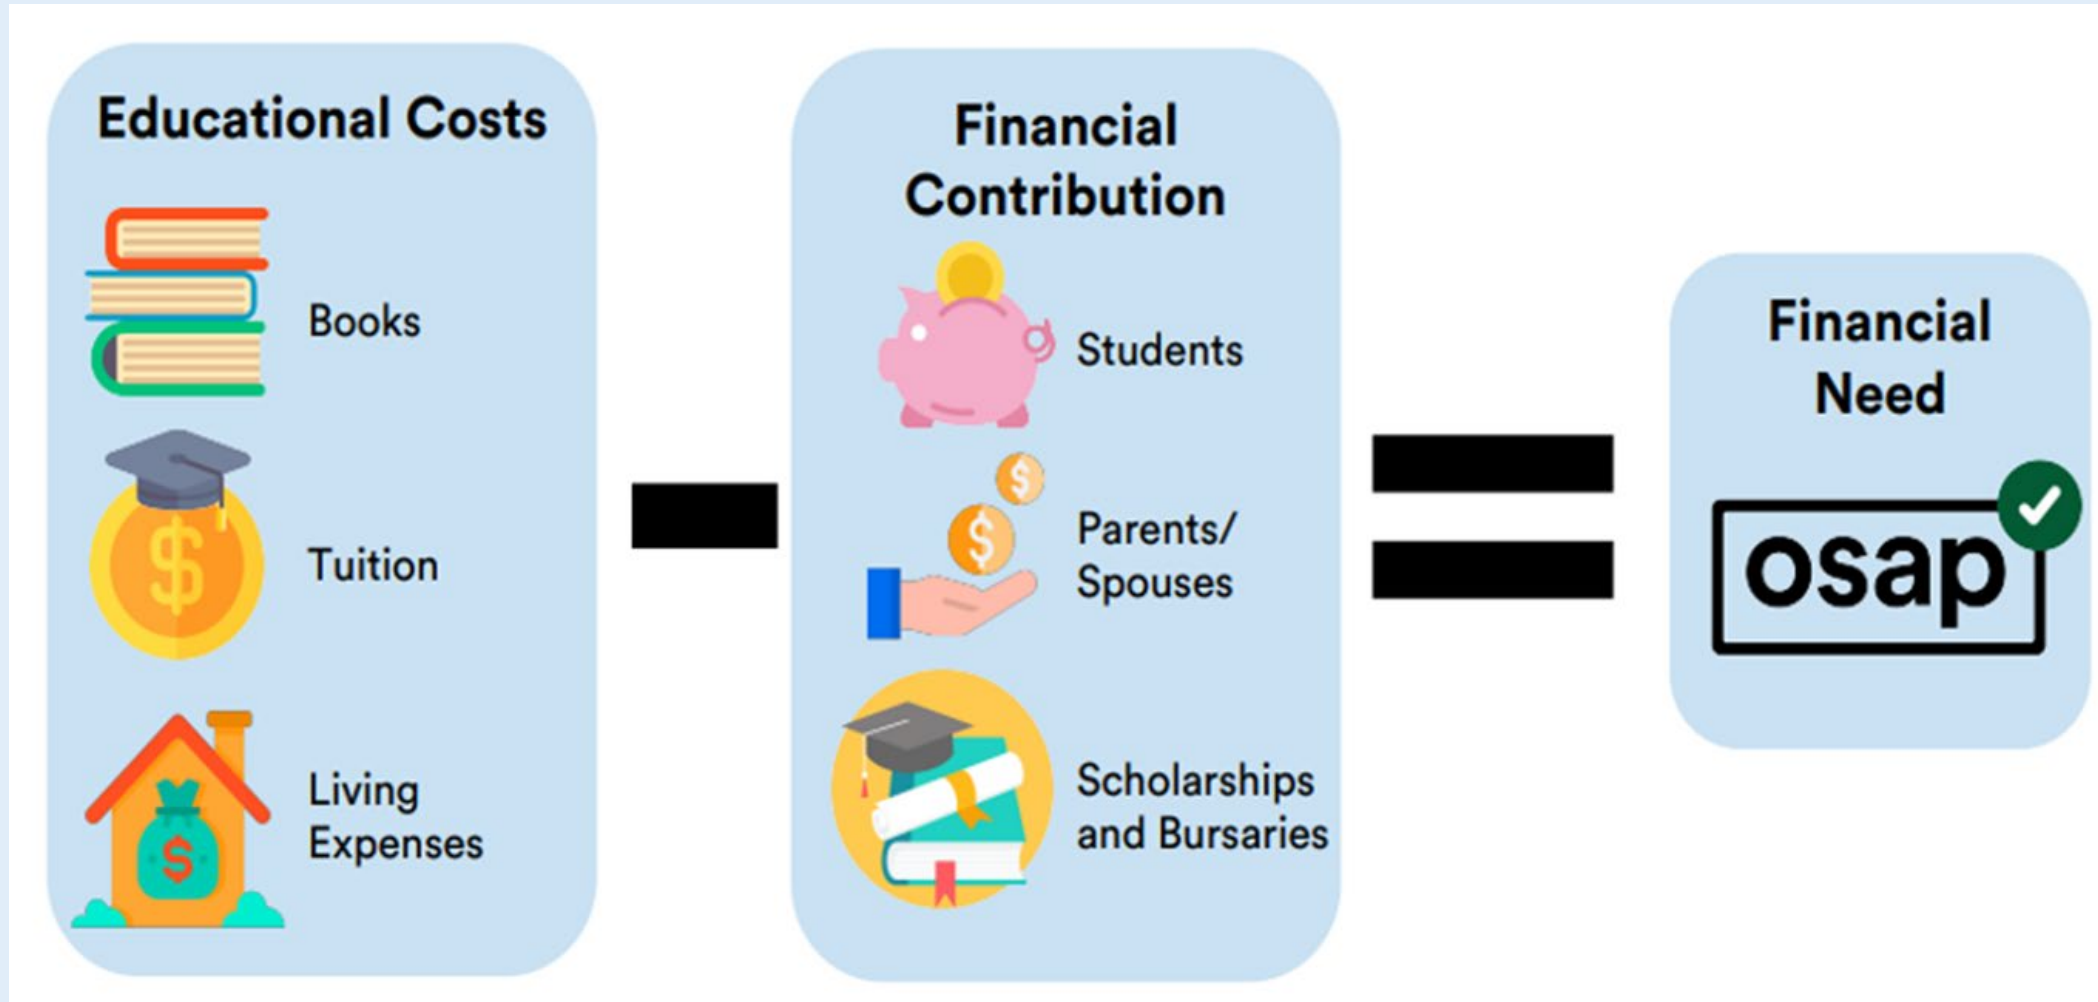 Educational Costs
Books
$
Tuition
$
Living
Expenses
Financial
Contribution
Students
$
$
Parents/
Spouses
Scholarships
and Bursaries
Financial
Need
osap